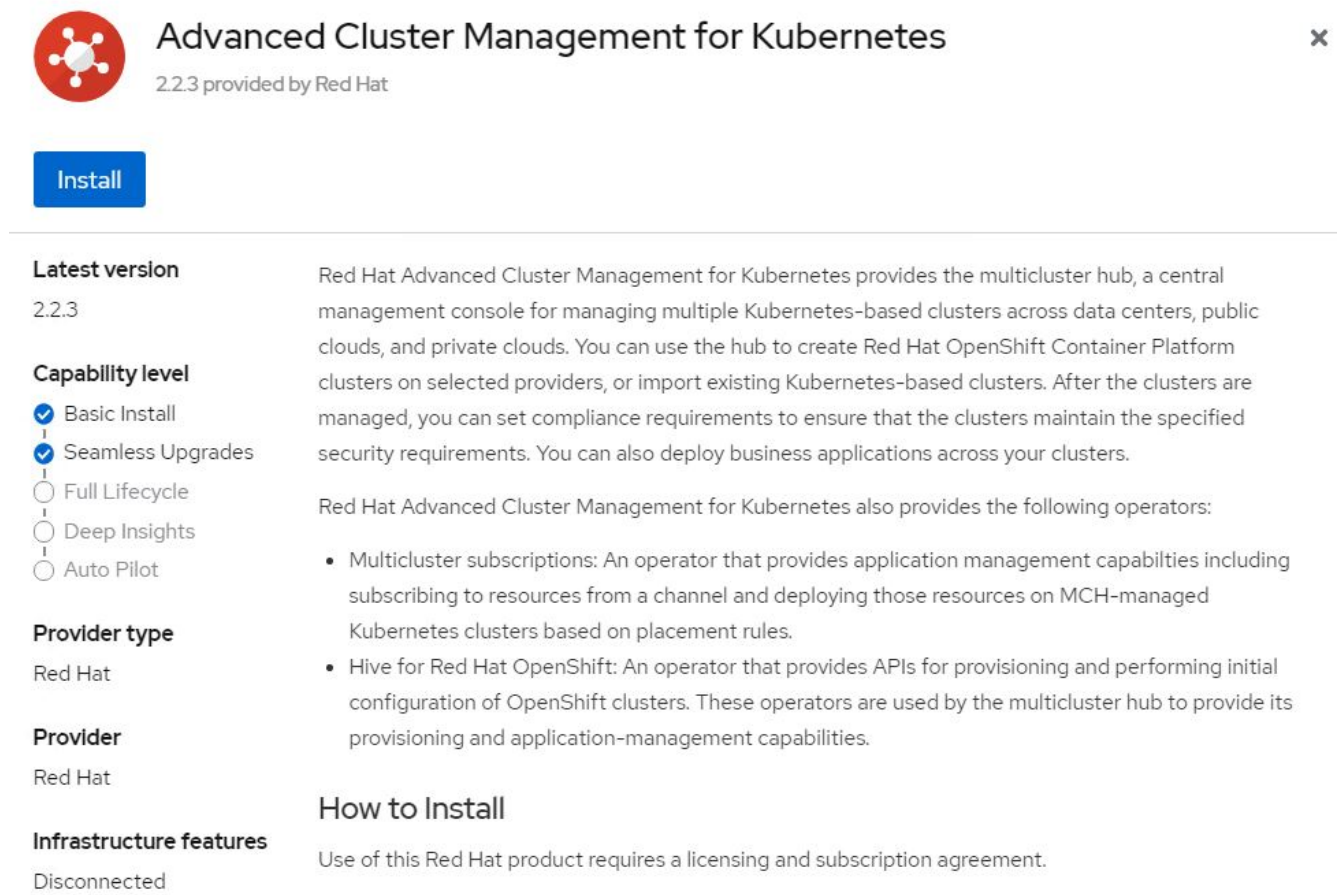 Advanced Cluster Management for Kubernetes
2.2.3 provided by Red Hat
Install
Latest version
2.2.3
Capability level
Basic Install
Seamless Upgrades
Full Lifecycle
Deep Insights
Auto Pilot
Provider type
Red Hat
Provider
Red Hat
Infrastructure features
Disconnected
Red Hat Advanced Cluster Management for Kubernetes provides the multicluster hub, a central
management console for managing multiple Kubernetes-based clusters across data centers, public
clouds, and private clouds. You can use the hub to create Red Hat OpenShift Container Platform
clusters on selected providers, or import existing Kubernetes-based clusters. After the clusters are
managed, you can set compliance requirements to ensure that the clusters maintain the specified
security requirements. You can also deploy business applications across your clusters.
Red Hat Advanced Cluster Management for Kubernetes also provides the following operators:
• Multicluster subscriptions: An operator that provides application management capabilties including
subscribing to resources from a channel and deploying those resources on MCH-managed
Kubernetes clusters based on placement rules.
• Hive for Red Hat OpenShift: An operator that provides APIs for provisioning and performing initial
configuration of OpenShift clusters. These operators are used by the multicluster hub to provide its
provisioning and application-management capabilities.
How to Install
Use of this Red Hat product requires a licensing and subscription agreement.